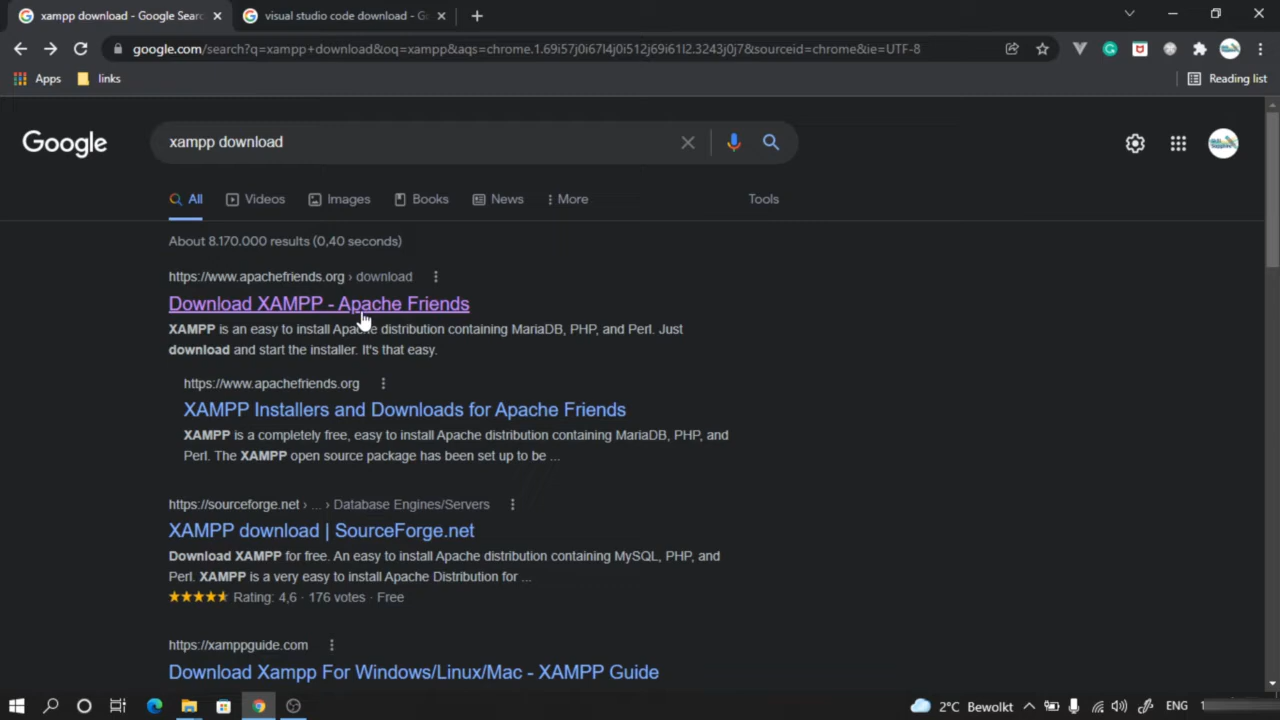 xampp download - Google Searc
visual studio code download - Go
google.com/search?q=xampp+download&oq=xampp&aqs=chrome.1.69i57j0i67l4j0i512j69i61l2.3243j0j7&sourceid=chrome&ie=UTF-8
Apps
links
Reading list
Google
xampp download
All
Videos
Images
Books
News
More
Tools
About 8.170.000 results (0,40 seconds)
https://www.apachefriends.org › download
Download XAMPP - Apache Friends
XAMPP is an easy to install Apache distribution containing MariaDB, PHP, and Perl. Just
download and start the installer. It's that easy.
https://www.apachefriends.org
XAMPP Installers and Downloads for Apache Friends
XAMPP is a completely free, easy to install Apache distribution containing MariaDB, PHP, and
Perl. The XAMPP open source package has been set up to be ...
https://sourceforge.net › ... › Database Engines/Servers
XAMPP download | SourceForge.net
Download XAMPP for free. An easy to install Apache distribution containing MySQL, PHP, and
Perl. XAMPP is a very easy to install Apache Distribution for ...
Rating: 4,6 · 176 votes · Free
https://xamppguide.com
Download Xampp For Windows/Linux/Mac - XAMPP Guide
2°C Bewolkt
ENG